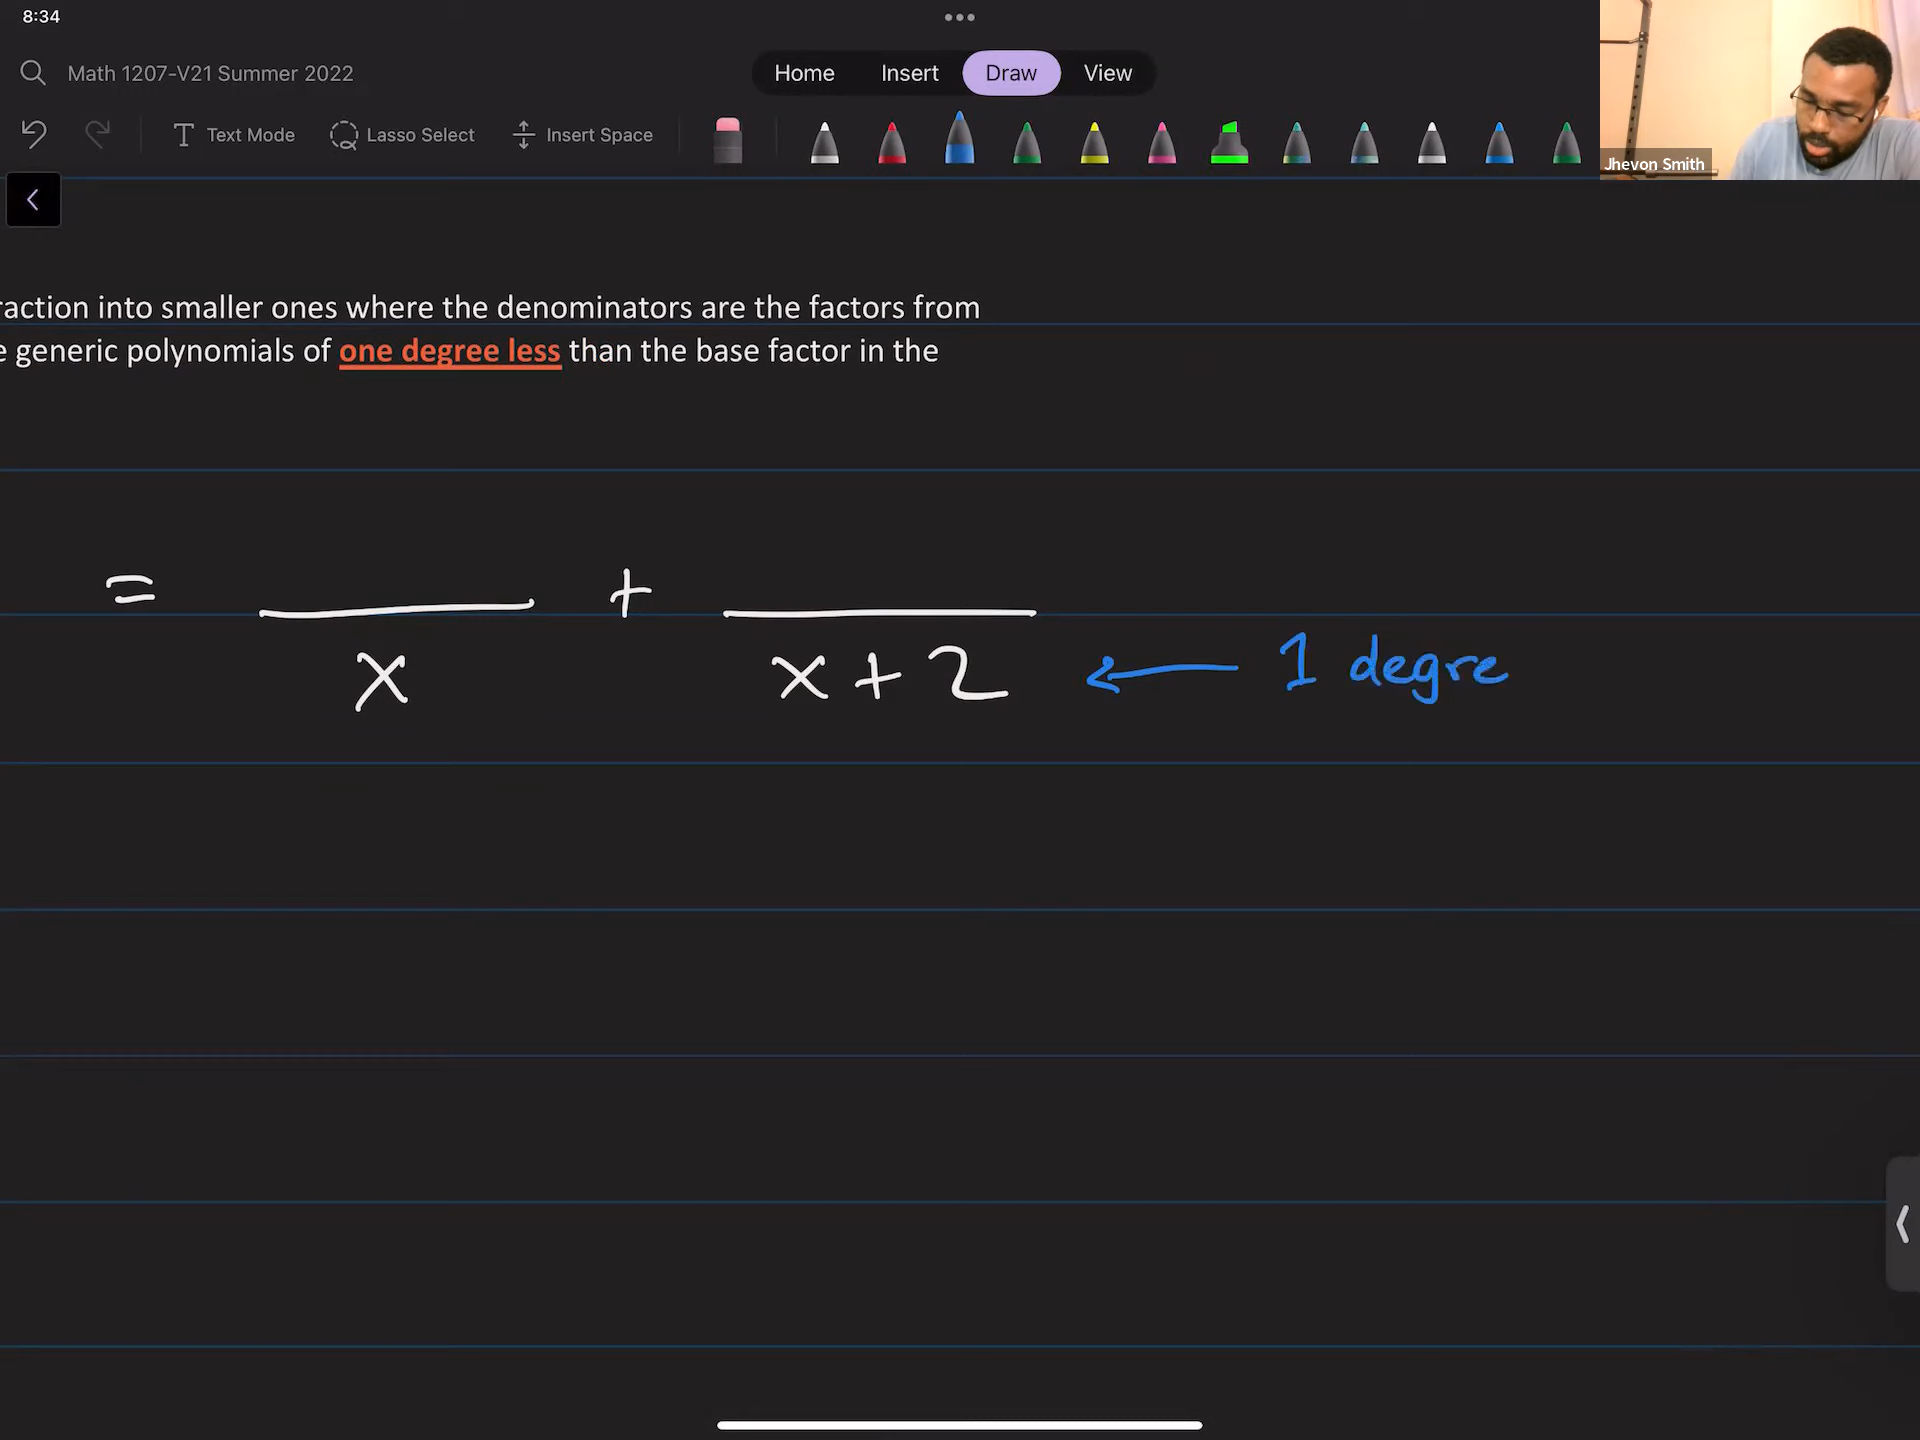 8:34
Math 1207-V21 Summer 2022
Home Insert Draw View
Text Mode Lasso Select Insert Space
Jhevon Smith
raction into smaller ones where the denominators are the factors from
e generic polynomials of one degree less than the base factor in the
= +
x x + 2 ← 1 degre